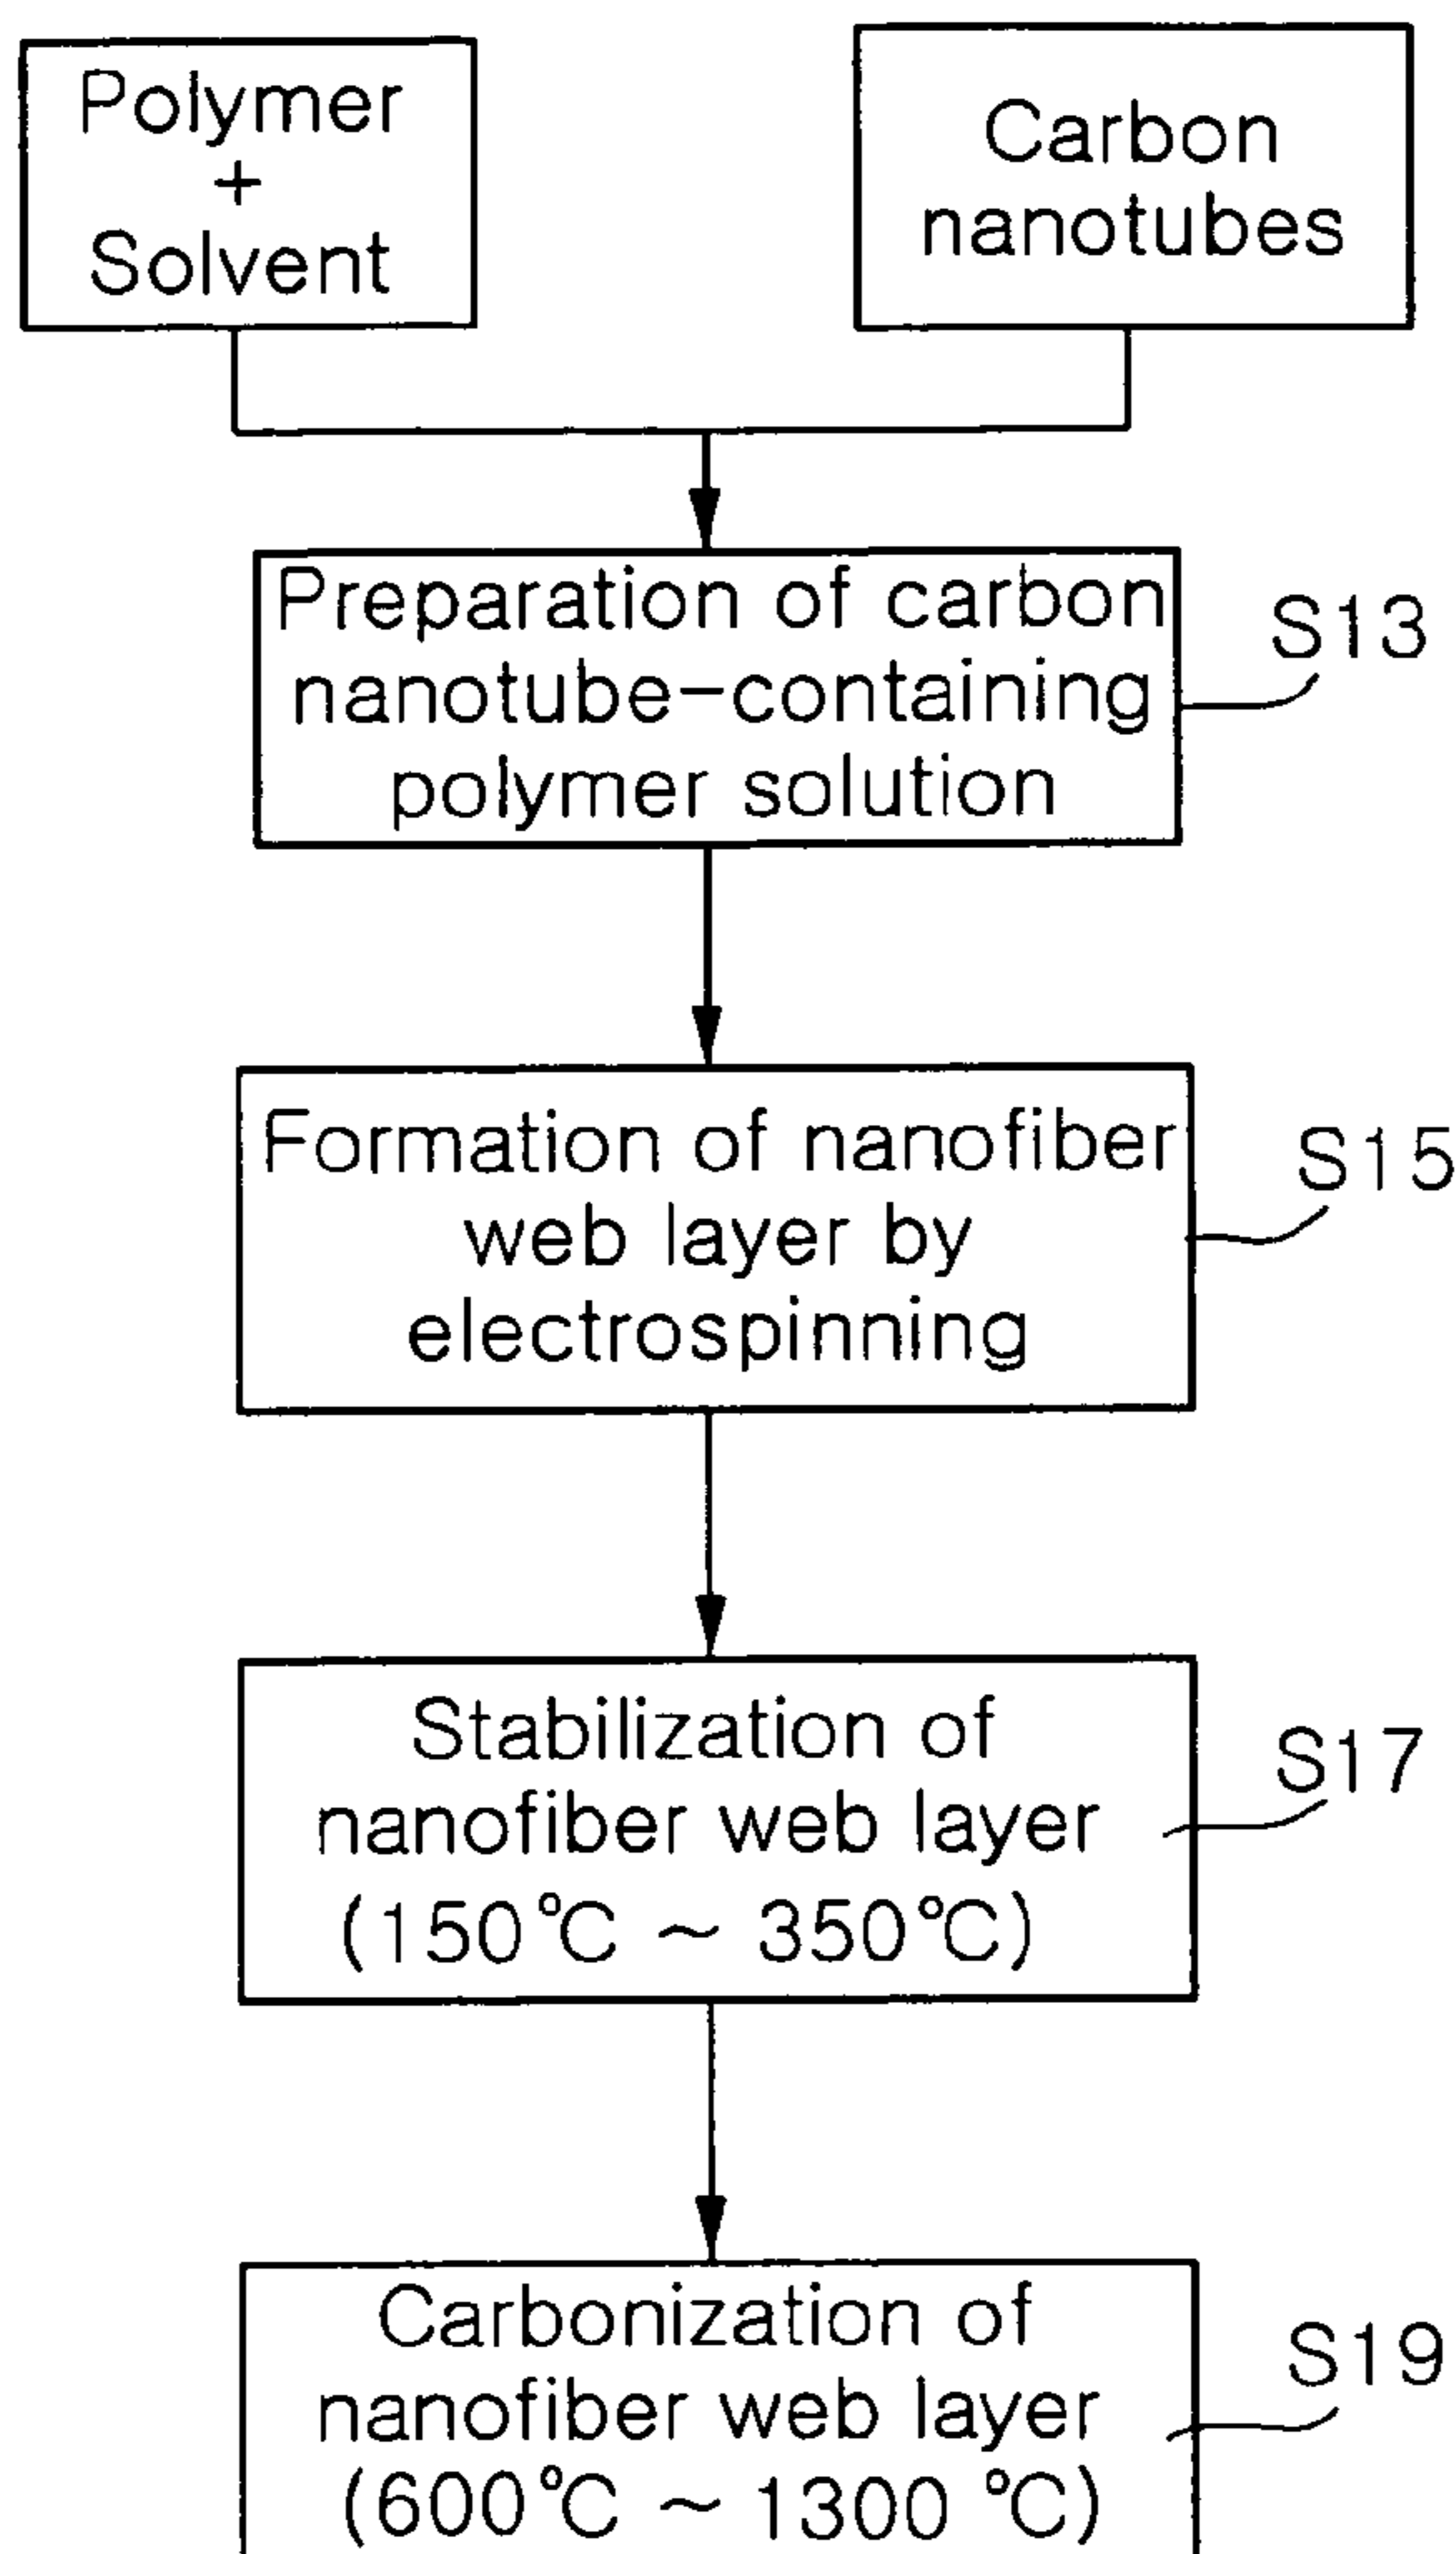 Polymer
+
Solvent
Carbon
nanotubes
Preparation of carbon
nanotube-containing
polymer solution
S13
Formation of nanofiber
web layer by
electrospinning
S15
Stabilization of
nanofiber web layer
(150℃ ~ 350℃)
S17
Carbonization of
nanofiber web layer
(600℃ ~ 1300 ℃)
S19